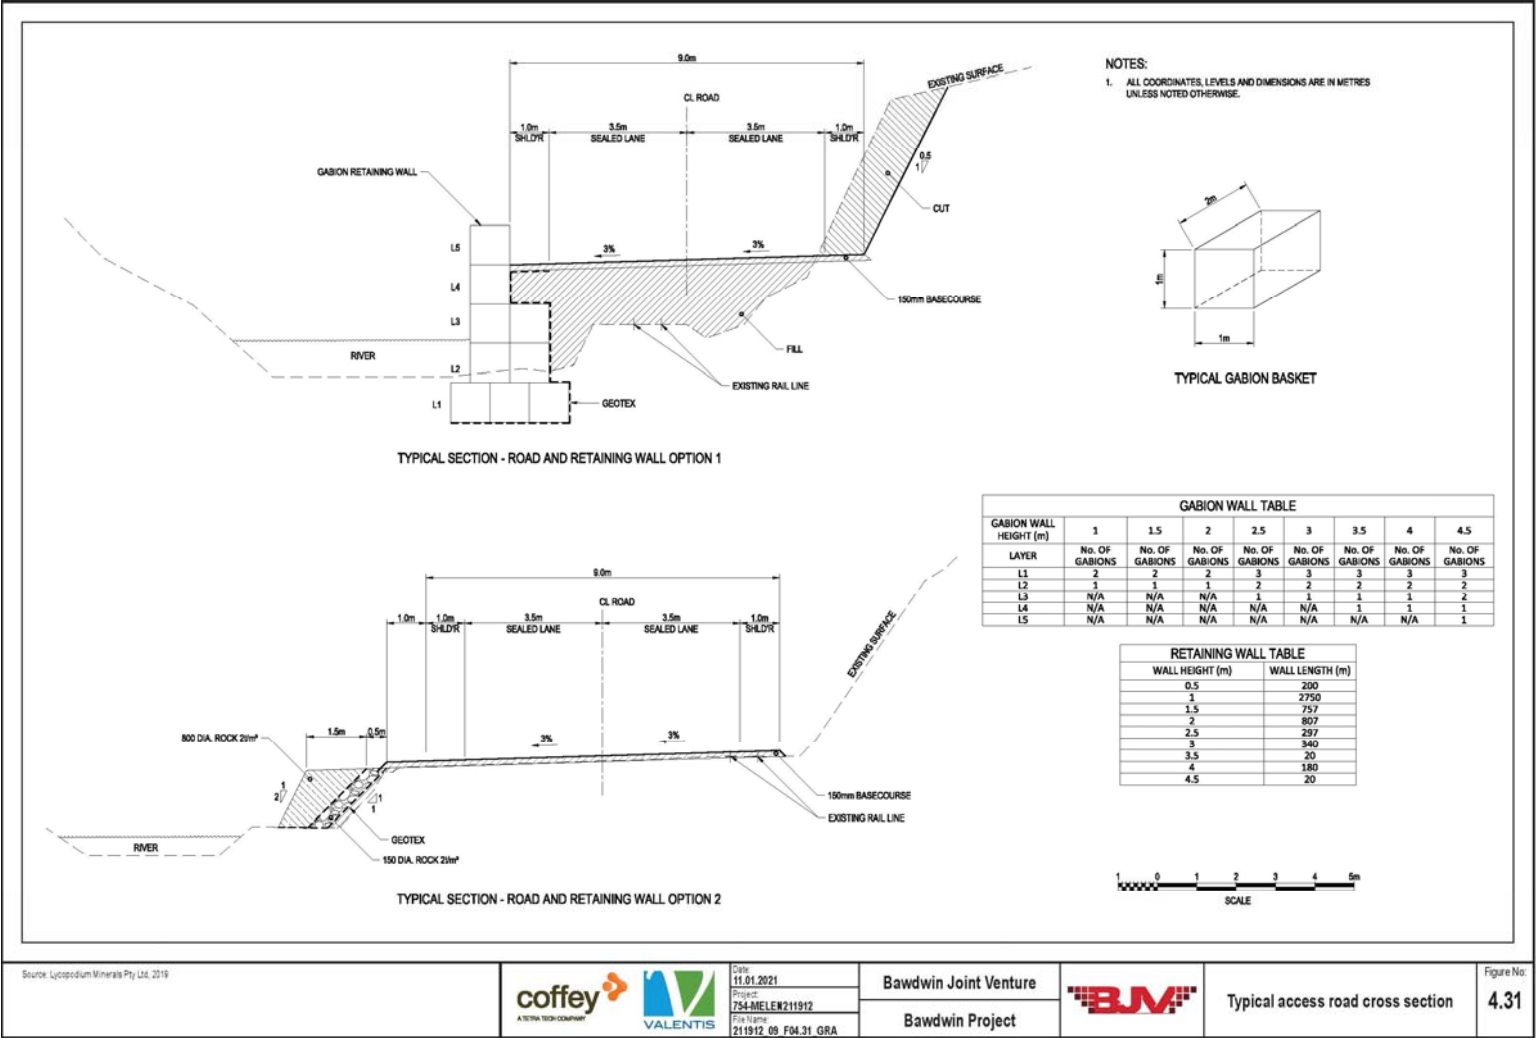 9.0m
CL ROAD
1.0m
SHLD'R
3.5m
SEALED LANE
3.5m
SEALED LANE
1.0m
SHLD'R
EXISTING SURFACE
GABION RETAINING WALL
0.5
1
CUT
L5
L4
L3
L2
L1
3%
3%
150mm BASECOURSE
RIVER
FILL
EXISTING RAIL LINE
GEOTEX
TYPICAL SECTION - ROAD AND RETAINING WALL OPTION 1
NOTES:
1. ALL COORDINATES, LEVELS AND DIMENSIONS ARE IN METRES
UNLESS NOTED OTHERWISE.
2m
1m
1m
TYPICAL GABION BASKET
9.0m
CL ROAD
1.0m
1.0m
SHLD'R
3.5m
SEALED LANE
3.5m
SEALED LANE
1.0m
SHLD'R
EXISTING SURFACE
800 DIA. ROCK 2t/m³
1.5m
0.5m
3%
3%
1
2
1
1
150mm BASECOURSE
EXISTING RAIL LINE
GEOTEX
150 DIA. ROCK 2t/m³
RIVER
TYPICAL SECTION - ROAD AND RETAINING WALL OPTION 2
GABION WALL TABLE
GABION WALL HEIGHT (m) 1 1.5 2 2.5 3 3.5 4 4.5
LAYER No. OF GABIONS No. OF GABIONS No. OF GABIONS No. OF GABIONS No. OF GABIONS No. OF GABIONS No. OF GABIONS No. OF GABIONS
L1 2 2 2 3 3 3 3 3
L2 1 1 1 2 2 2 2 2
L3 N/A N/A N/A 1 1 1 1 2
L4 N/A N/A N/A N/A N/A 1 1 1
L5 N/A N/A N/A N/A N/A N/A N/A 1
RETAINING WALL TABLE
WALL HEIGHT (m) WALL LENGTH (m)
0.5 200
1 2750
1.5 757
2 807
2.5 297
3 340
3.5 20
4 180
4.5 20
1 0 1 2 3 4 5m
SCALE
Source: Lycopodium Minerals Pty Ltd, 2019
coffey
A TETRA TECH COMPANY
VALENTIS
Date:
11.01.2021
Project:
754-MELEN211912
File Name:
211912_09_F04.31_GRA
Bawdwin Joint Venture
Bawdwin Project
BJV
Typical access road cross section
Figure No:
4.31